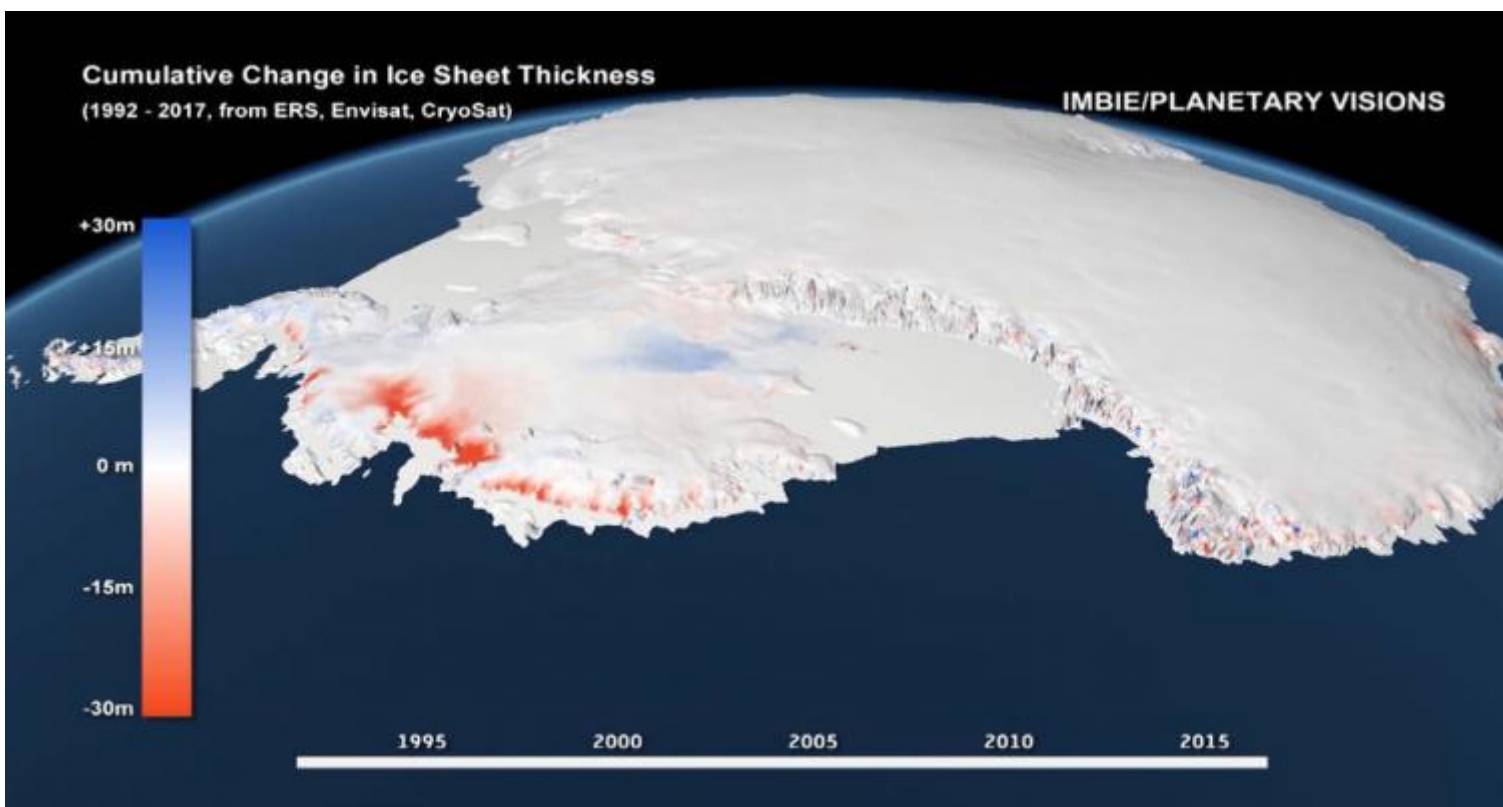 Cumulative Change in Ice Sheet Thickness
(1992 - 2017, from ERS, Envisat, CryoSat)
IMBIE/PLANETARY VISIONS
+30m
+15m
0 m
-15m
-30m
1995 2000 2005 2010 2015